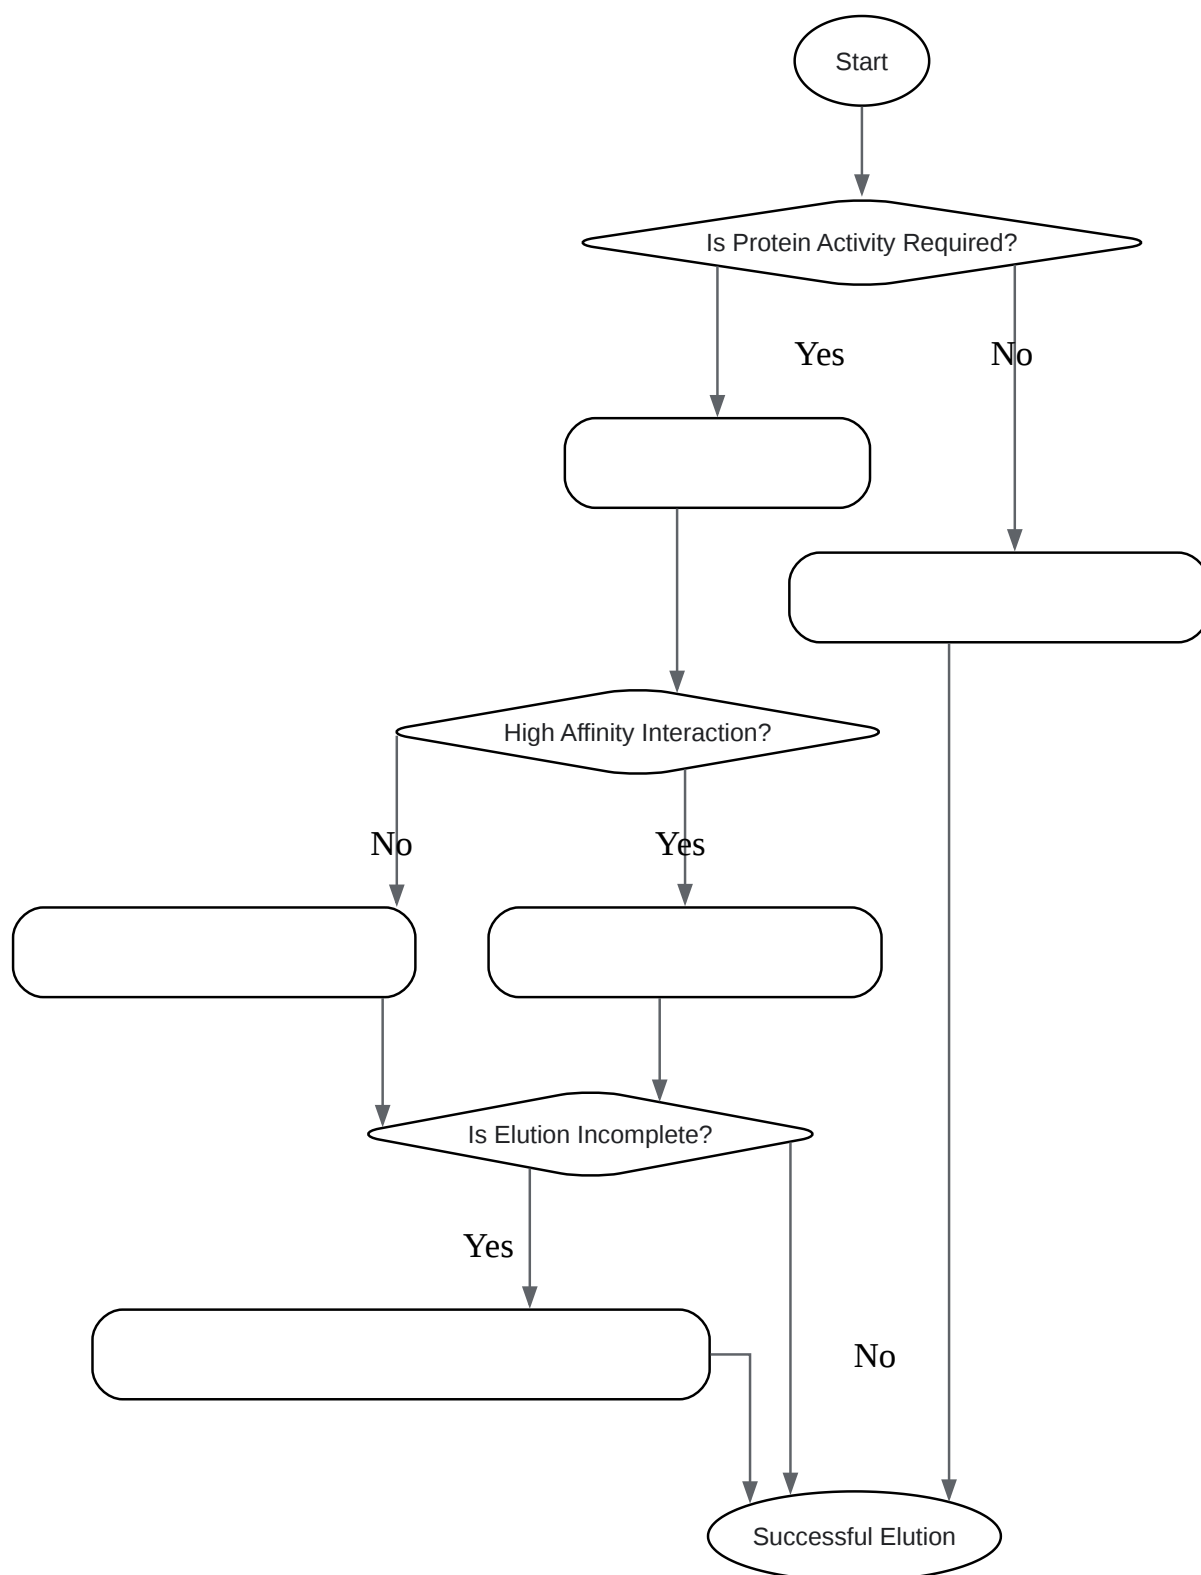 Start
Is Protein Activity Required?
Yes
No
High Affinity Interaction?
No
Yes
Is Elution Incomplete?
Yes
No
Successful Elution